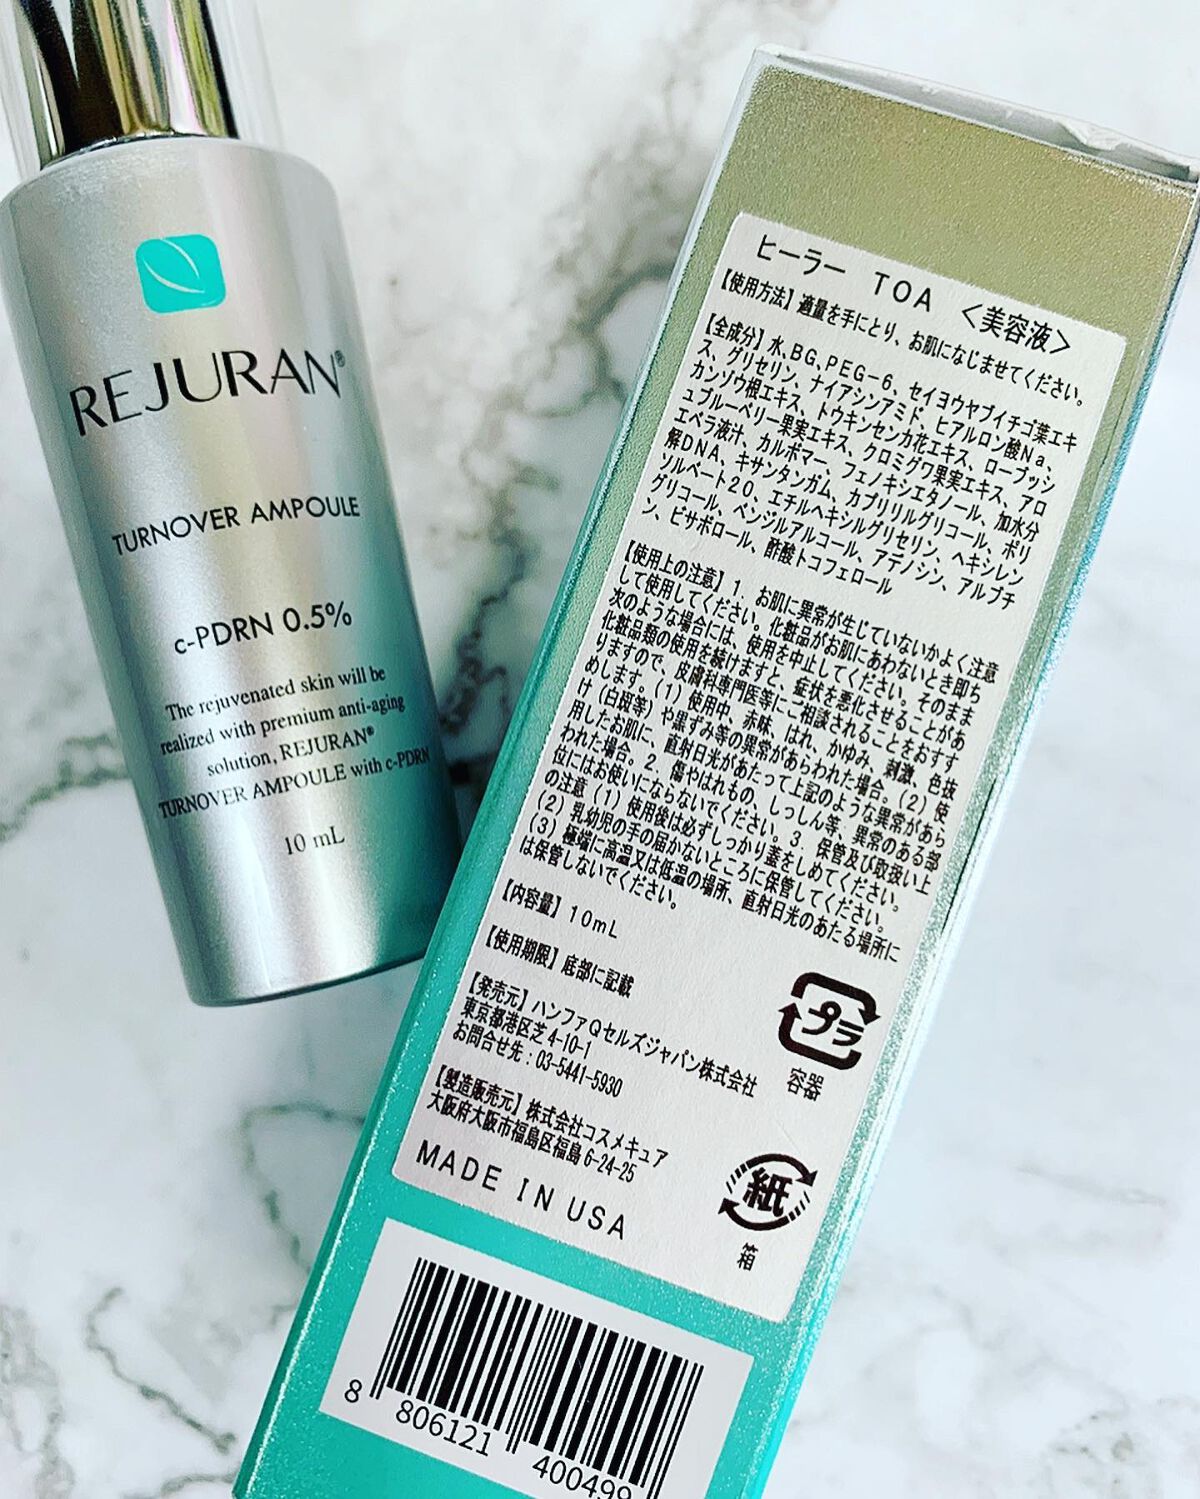 REJURAN®
TURNOVER AMPOULE
c-PDRN 0.5%
The rejuvenated skin will be
realized with premium anti-aging
solution, REJURAN®
TURNOVER AMPOULE with c-PDRN
10 mL
ヒーラー TOA <美容液>
【使用方法】適量を手にとり、お肌になじませてください。
【全成分】水、BG、PEG-6、セイヨウヤブイチゴ葉エキ
ス、グリセリン、ナイアシンアミド、ヒアルロン酸Na、
カンゾウ根エキス、トウキンセンカ花エキス、ローブッシ
ュブルーベリー果実エキス、クロミグワ果実エキス、アロ
エベラ液汁、カルボマー、フェノキシエタノール、加水分
解DNA、キサンタンガム、カプリリルグリコール、ポリ
ソルベート20、エチルヘキシルグリセリン、ヘキシレン
グリコール、ベンジルアルコール、アデノシン、アルブチ
ン、ビサボロール、酢酸トコフェロール
【使用上の注意】1. お肌に異常が生じていないかよく注意
して使用してください。化粧品がお肌にあわないとき即ち
次のような場合には、使用を中止してください。そのまま
化粧品類の使用を続けますと、症状を悪化させることがあ
りますので、皮膚科専門医等にご相談されることをおすす
めします。(1)使用中、赤味、はれ、かゆみ、刺激、色抜
け(白斑等)や黒ずみ等の異常があらわれた場合。(2)使
用したお肌に、直射日光があたって上記のような異常があら
われた場合。2. 傷やはれもの、しっしん等、異常のある部
位にはお使いにならないでください。3. 保管及び取扱い上
の注意(1)使用後は必ずしっかり蓋をしめてください。
(2)乳幼児の手の届かないところに保管してください。
(3)極端に高温又は低温の場所、直射日光のあたる場所に
は保管しないでください。
【内容量】10mL
【使用期限】底部に記載
【発売元】ハンファQセルズジャパン株式会社
東京都港区芝4-10-1
お問合せ先:03-5441-5930
【製造販売元】株式会社コスメキュア
大阪府大阪市福島区福島6-24-25
MADE IN USA
プラ
容器
紙
箱
8 806121 400499